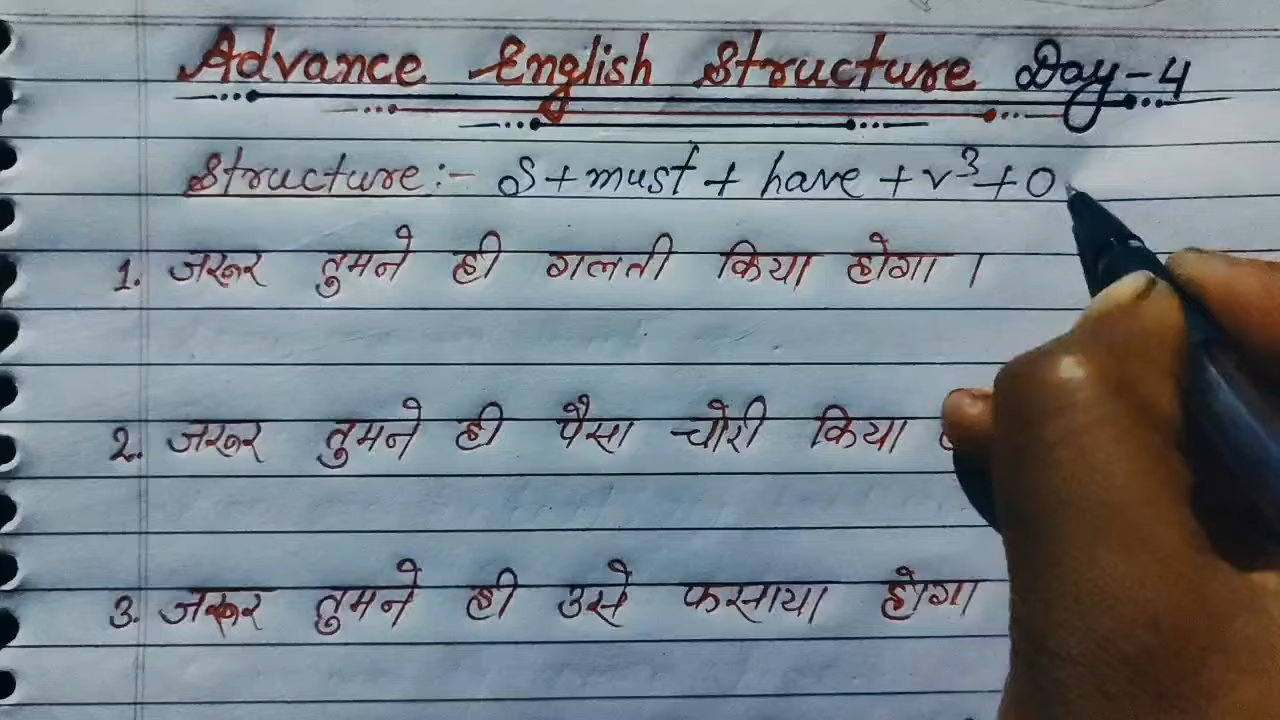 Advance English Structure Day-4
Structure:- S+must+have+v³+O
1. जरूर तुमने ही गलती किया होगा ।
2. जरूर तुमने ही पैसा चोरी किया
3. जरूर तुमने ही उसे फसाया होगा